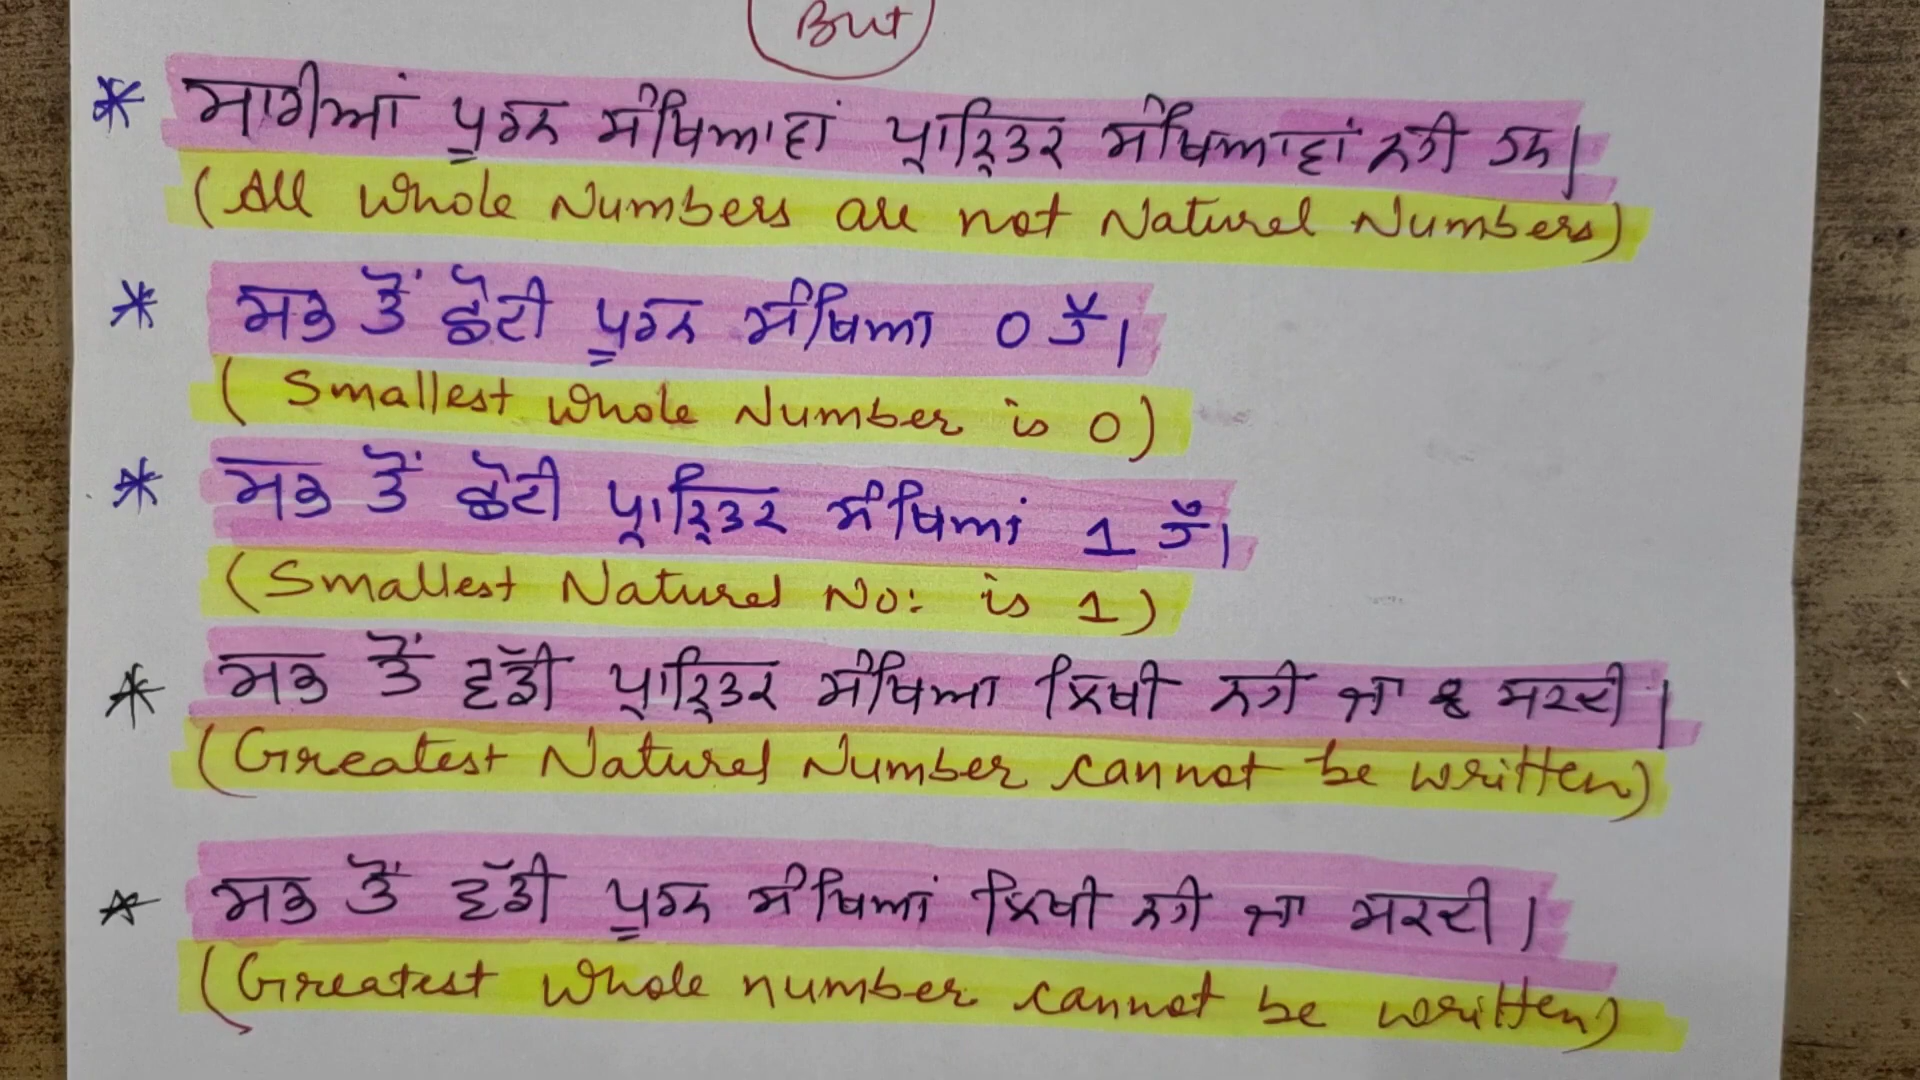 But
* ਸਾਰੀਆਂ ਪੂਰਨ ਸੰਖਿਆਵਾਂ ਪ੍ਰਾਕ੍ਰਿਤਕ ਸੰਖਿਆਵਾਂ ਨਹੀ ਹਨ।
(All Whole Numbers are not Natural Numbers)
* ਸਭ ਤੋਂ ਛੋਟੀ ਪੂਰਨ ਸੰਖਿਆ 0 ਹੈ।
(Smallest whole Number is 0)
* ਸਭ ਤੋਂ ਛੋਟੀ ਪ੍ਰਾਕ੍ਰਿਤਕ ਸੰਖਿਆਂ 1 ਹੈ।
(Smallest Natural No: is 1)
* ਸਭ ਤੋਂ ਵੱਡੀ ਪ੍ਰਾਕ੍ਰਿਤਕ ਸੰਖਿਆ ਲਿਖੀ ਨਹੀ ਜਾ ਸਕਦੀ।
(Greatest Natural Number cannot be written)
* ਸਭ ਤੋਂ ਵੱਡੀ ਪੂਰਨ ਸੰਖਿਆਂ ਲਿਖੀ ਨਹੀ ਜਾ ਸਕਦੀ।
(Greatest whole number cannot be written)